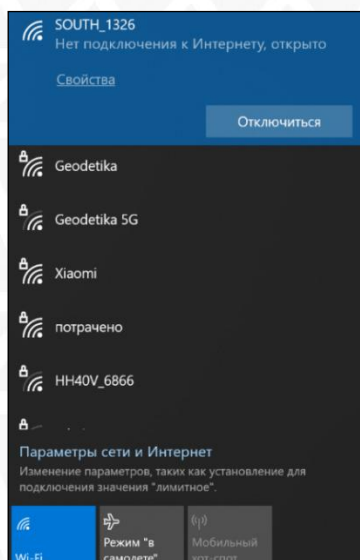 SOUTH_1326
Нет подключения к Интернету, открыто
Свойства
Отключиться
Geodetika
Geodetika 5G
Xiaomi
потрачено
HH40V_6866
Параметры сети и Интернет
Изменение параметров, таких как установление для
подключения значения "лимитное".
Wi-Fi
Режим "в
самолете"
Мобильный
хот-спот